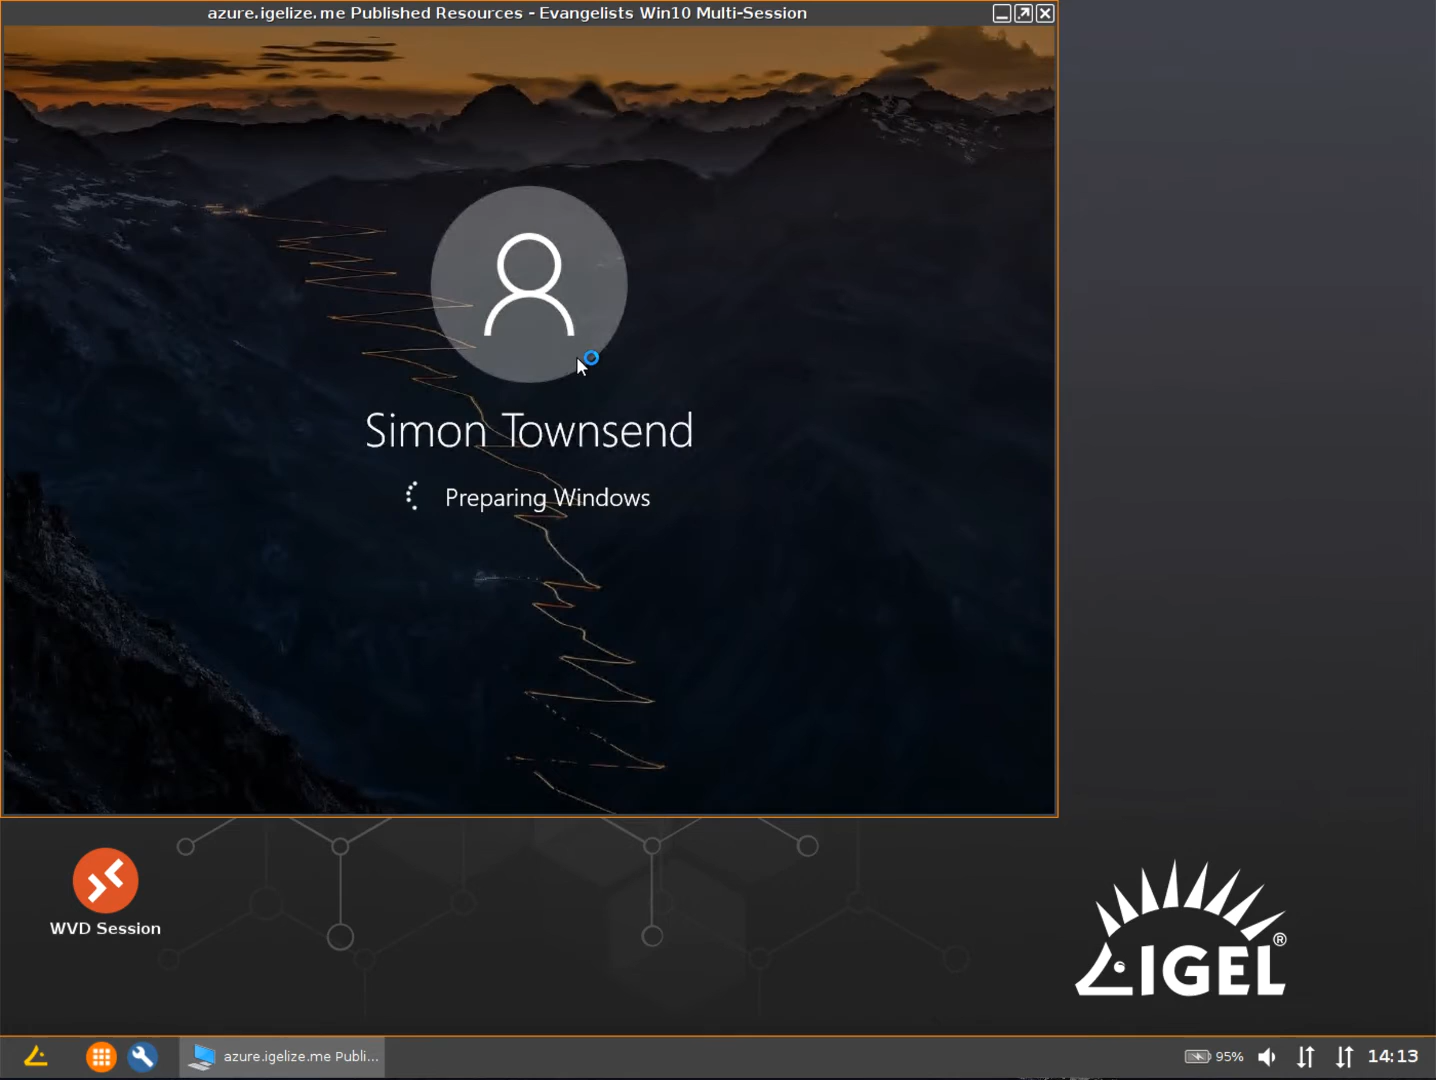 azure.igelize.me Published Resources - Evangelists Win10 Multi-Session
Simon Townsend
Preparing Windows
WVD Session
IGEL®
azure.igelize.me Publi...
95%
14:13